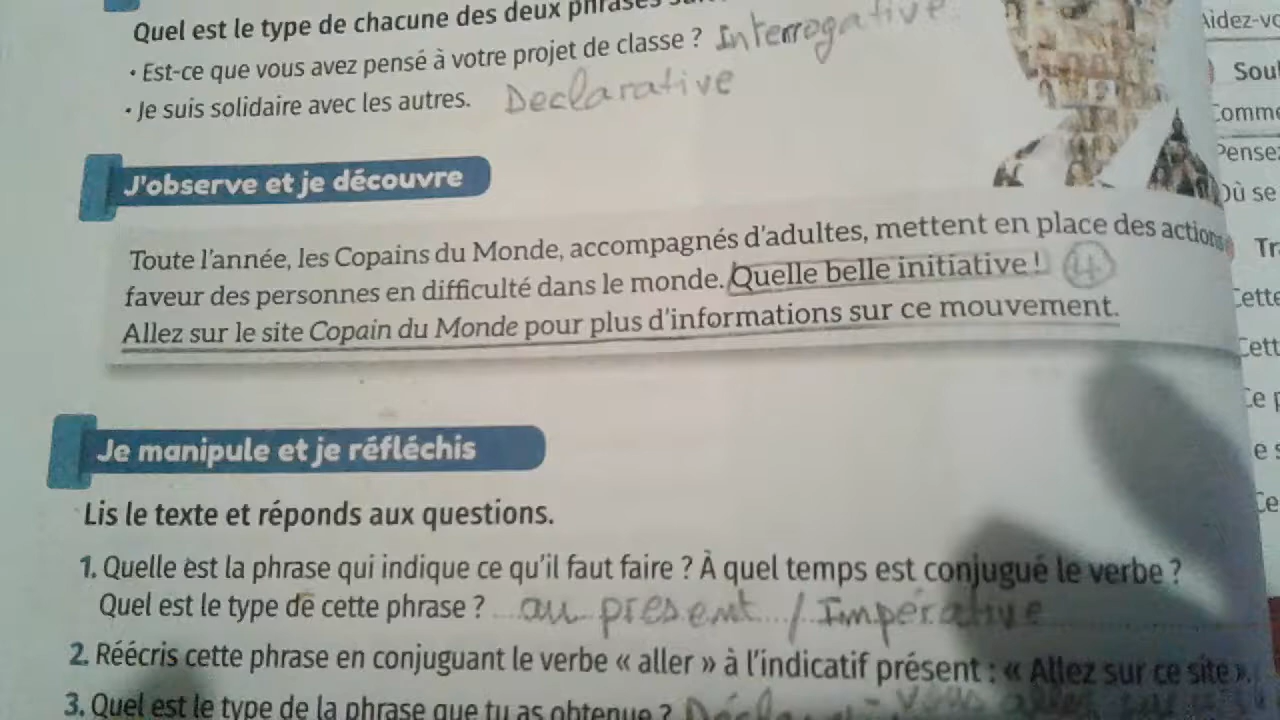 Quel est le type de chacune des deux phrases
• Est-ce que vous avez pensé à votre projet de classe ? Interrogative
• Je suis solidaire avec les autres. Declarative
J'observe et je découvre
Toute l'année, les Copains du Monde, accompagnés d'adultes, mettent en place des actions
faveur des personnes en difficulté dans le monde. Quelle belle initiative ! 4
Allez sur le site Copain du Monde pour plus d'informations sur ce mouvement.
Je manipule et je réfléchis
Lis le texte et réponds aux questions.
1. Quelle est la phrase qui indique ce qu'il faut faire ? À quel temps est conjugué le verbe ?
Quel est le type de cette phrase ? au present / Impérative
2. Réécris cette phrase en conjuguant le verbe « aller » à l'indicatif présent : « Allez sur ce site ».
3. Quel est le type de la phrase que tu as obtenue ?
Aidez-vo
Soul
Comme
Pensez
Où se
Tr
Cette
Cett
Ce p
e s
Ce